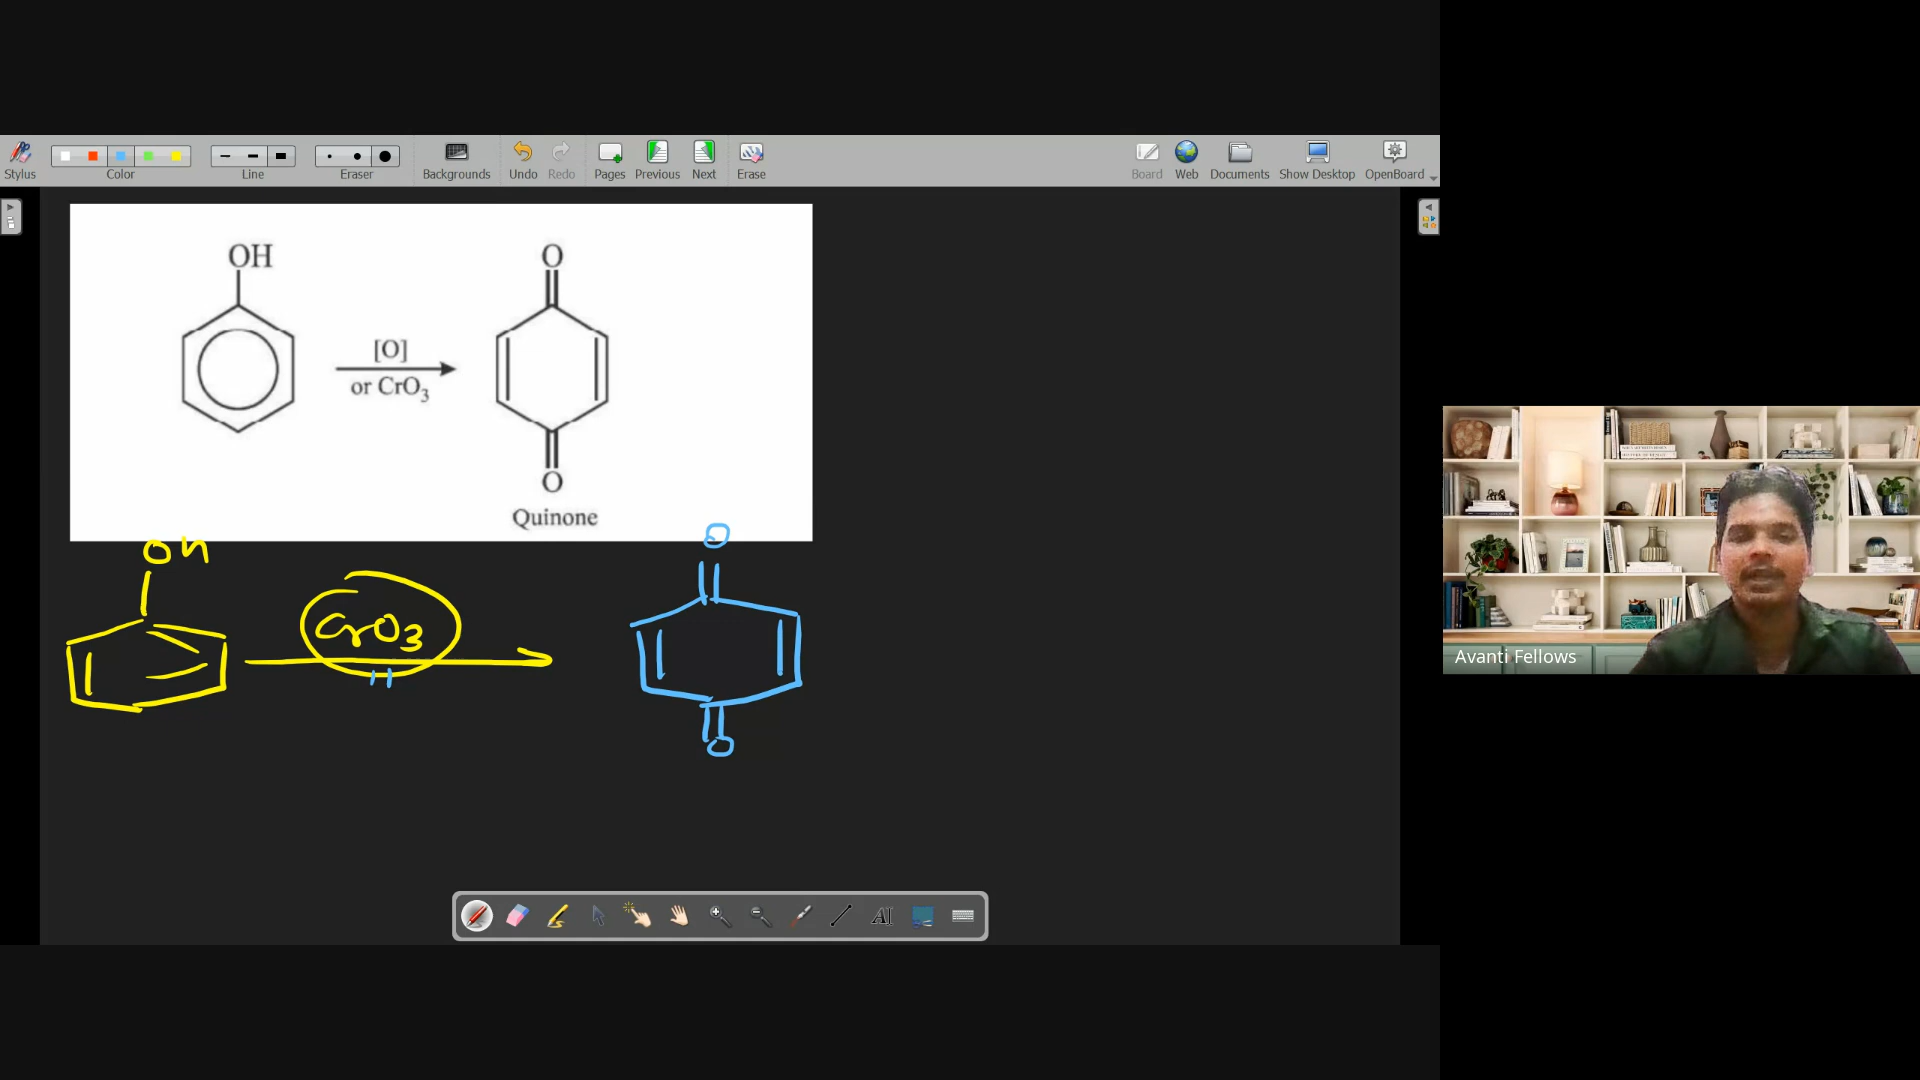 Stylus
Color
Line
Eraser
Backgrounds
Undo
Redo
Pages
Previous
Next
Erase
Board
Web
Documents
Show Desktop
OpenBoard
OH
[O]
or CrO3
O
O
Quinone
OH
CrO3
O
O
AI
Avanti Fellows